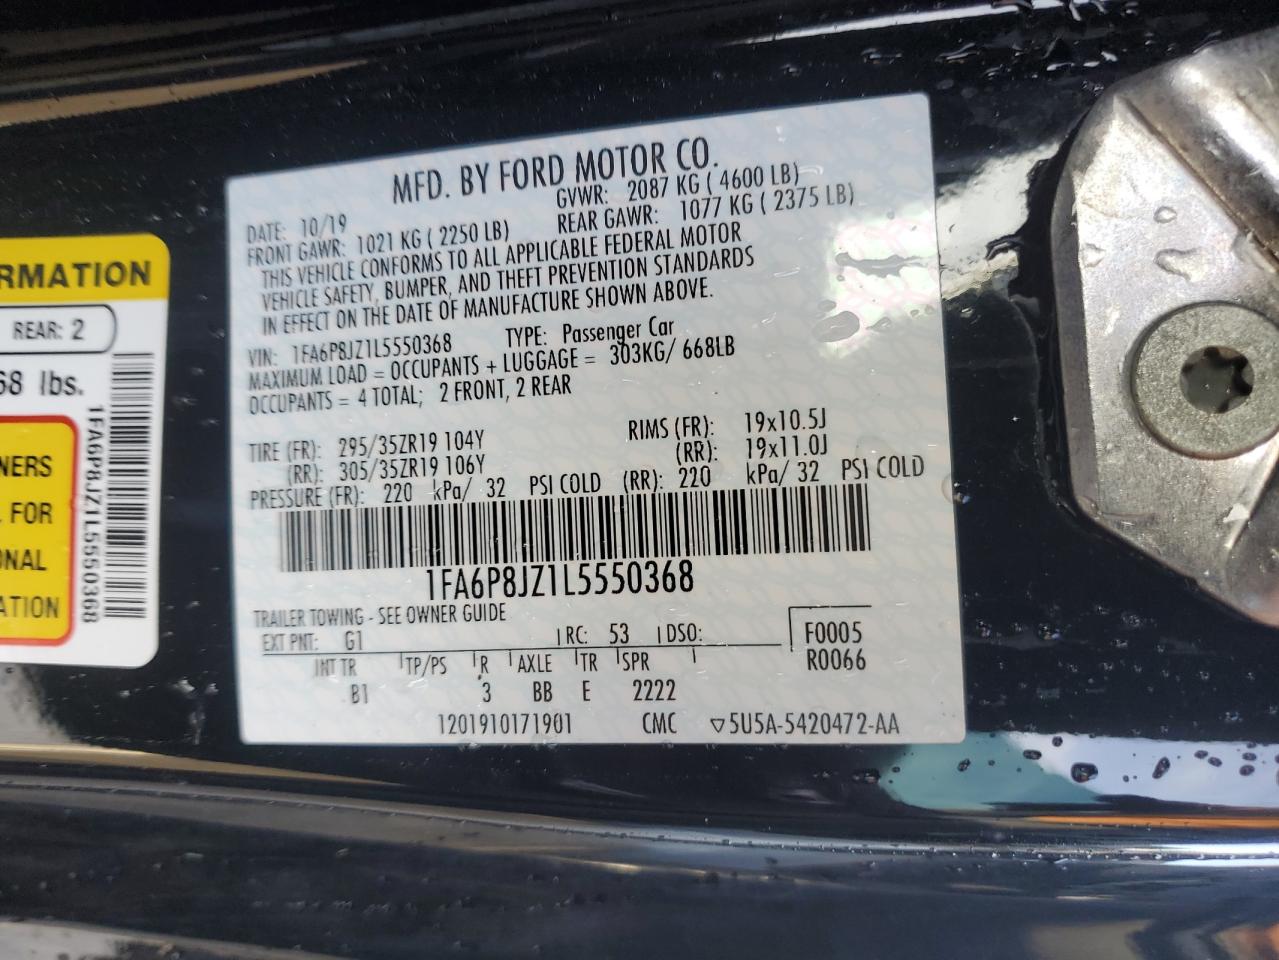 MFD. BY FORD MOTOR CO.
DATE: 10/19 GVWR: 2087 KG ( 4600 LB)
FRONT GAWR: 1021 KG ( 2250 LB) REAR GAWR: 1077 KG ( 2375 LB)
THIS VEHICLE CONFORMS TO ALL APPLICABLE FEDERAL MOTOR
VEHICLE SAFETY, BUMPER, AND THEFT PREVENTION STANDARDS
IN EFFECT ON THE DATE OF MANUFACTURE SHOWN ABOVE.
VIN: 1FA6P8JZ1L5550368 TYPE: Passenger Car
MAXIMUM LOAD = OCCUPANTS + LUGGAGE = 303KG/ 668LB
OCCUPANTS = 4 TOTAL; 2 FRONT, 2 REAR
TIRE (FR): 295/35ZR19 104Y RIMS (FR): 19x10.5J
(RR): 305/35ZR19 106Y (RR): 19x11.0J
PRESSURE (FR): 220 kPa/ 32 PSI COLD (RR): 220 kPa/ 32 PSI COLD
1FA6P8JZ1L5550368
TRAILER TOWING - SEE OWNER GUIDE
EXT PNT: G1 RC: 53 DSO: F0005
INT TR TP/PS R AXLE TR SPR R0066
B1 3 BB E 2222
1201910171901 CMC ▽5U5A-5420472-AA
RMATION
REAR: 2
68 lbs.
NERS
FOR
ONAL
ATION
1FA6P8JZ1L5550368